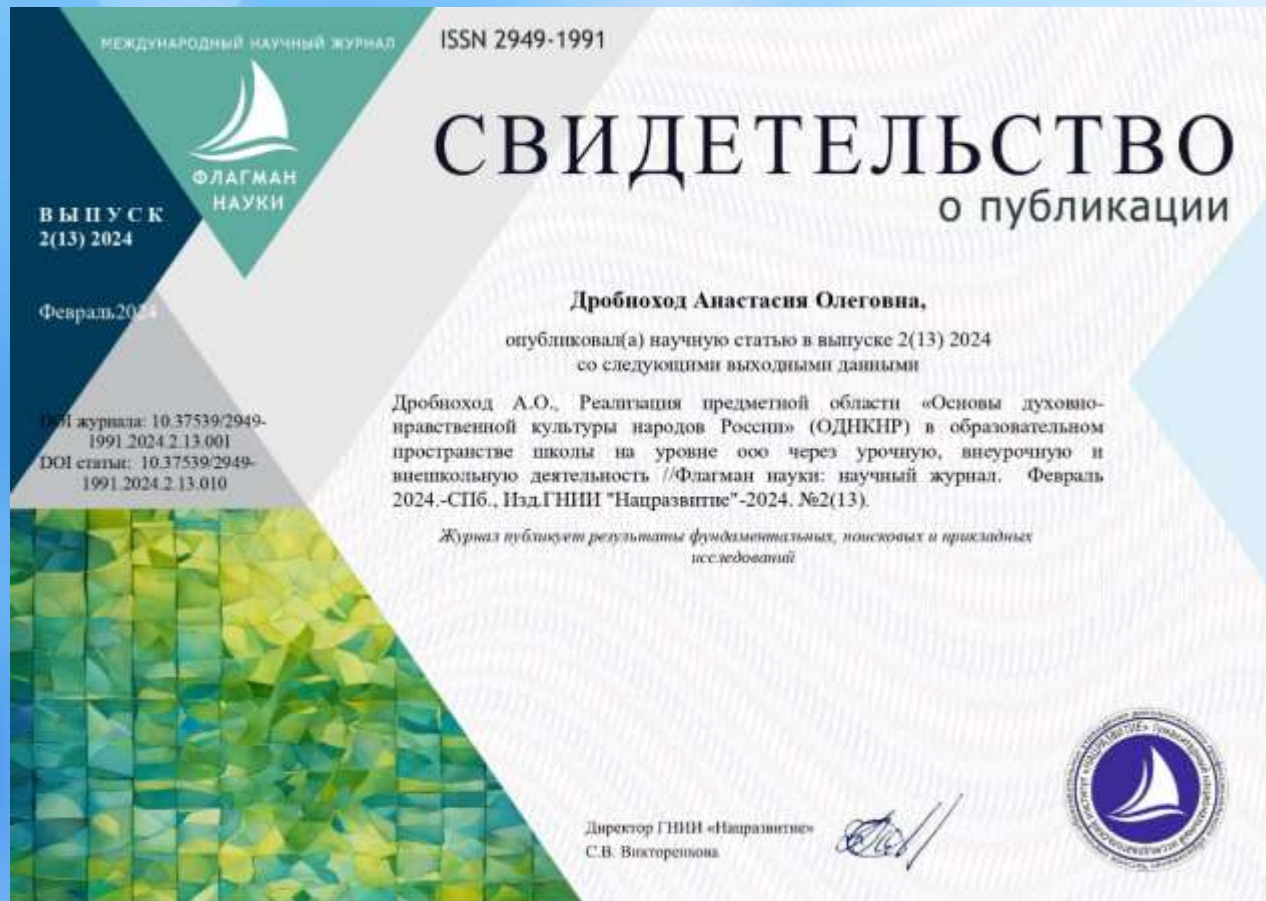 МЕЖДУНАРОДНЫЙ НАУЧНЫЙ ЖУРНАЛ
ФЛАГМАН
НАУКИ
ISSN 2949-1991
СВИДЕТЕЛЬСТВО
о публикации
ВЫПУСК
2(13) 2024
Февраль2024
DOI журнала: 10.37539/2949-
1991.2024.2.13.001
DOI статьи: 10.37539/2949-
1991.2024.2.13.010
Дробноход Анастасия Олеговна,
опубликовал(а) научную статью в выпуске 2(13) 2024
со следующими выходными данными
Дробноход А.О., Реализация предметной области «Основы духовно-
нравственной культуры народов России» (ОДНКНР) в образовательном
пространстве школы на уровне ооо через урочную, внеурочную и
внешкольную деятельность //Флагман науки: научный журнал. Февраль
2024.-СПб., Изд.ГНИИ "Нацразвитие"-2024. №2(13).
Журнал публикует результаты фундаментальных, поисковых и прикладных
исследований
Директор ГНИИ «Нацразвитие»
С.В. Викторенкова
«НАЦРАЗВИТИЕ»